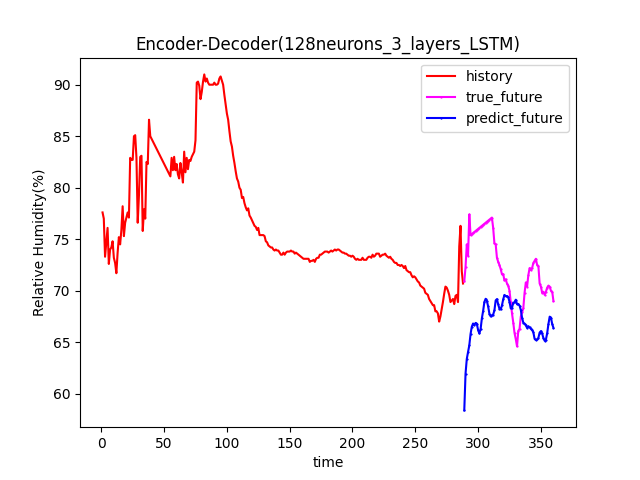 Encoder-Decoder(128neurons_3_layers_LSTM)
history
true_future
predict_future
Relative Humidity(%)
90
85
80
75
70
65
60
0 50 100 150 200 250 300 350
time